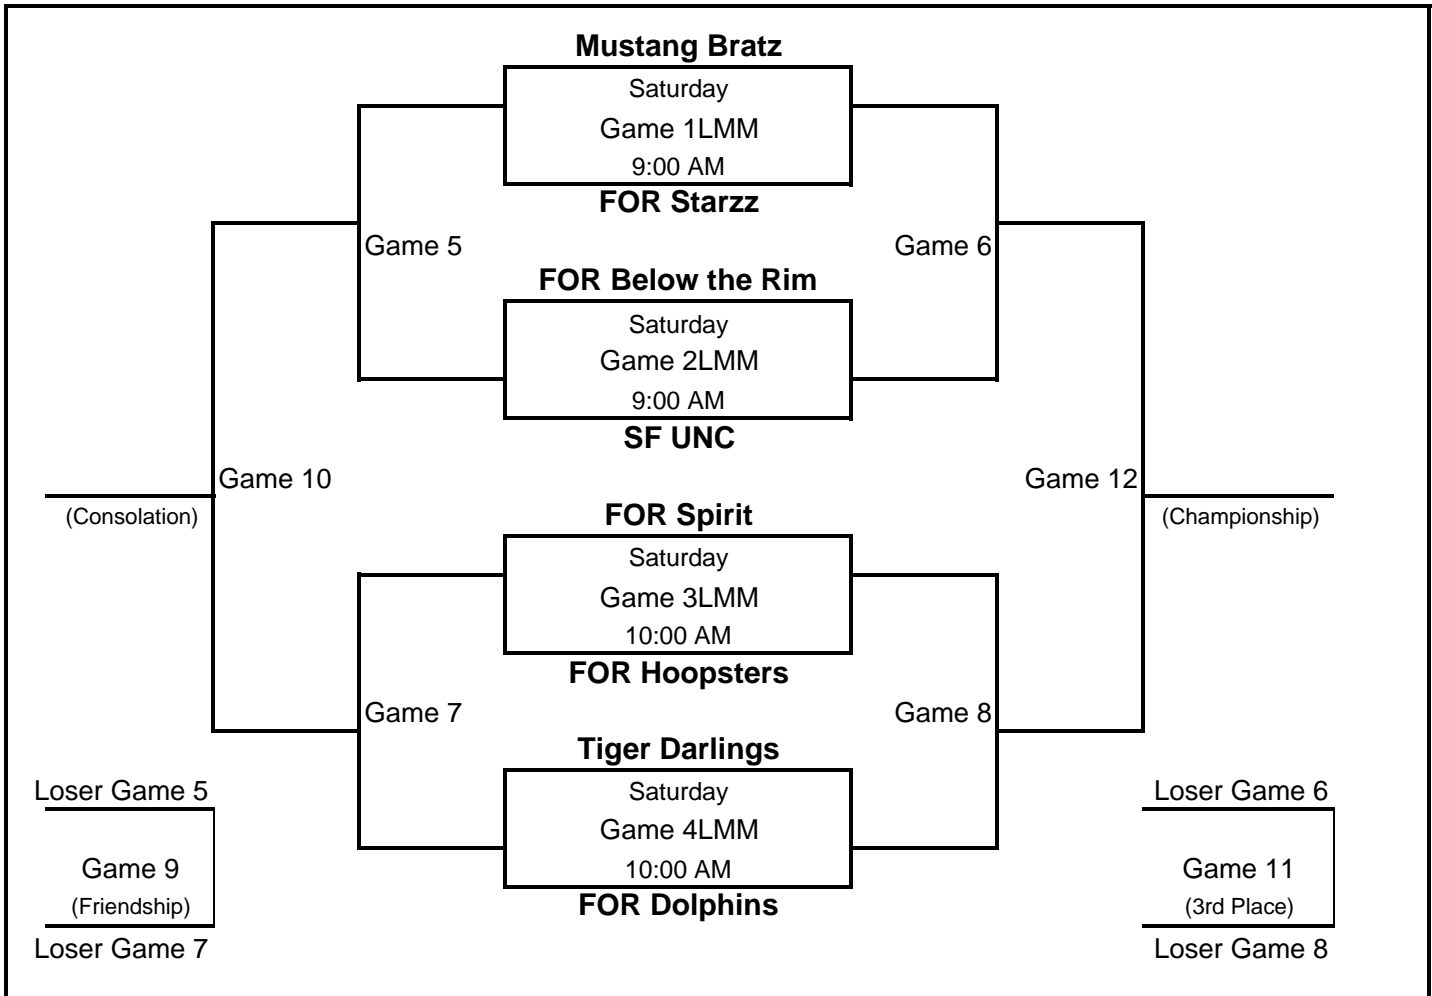 Mustang Bratz
Saturday
Game 1LMM
9:00 AM
FOR Starzz
Game 5
Game 6
FOR Below the Rim
Saturday
Game 2LMM
9:00 AM
SF UNC
Game 10
Game 12
(Consolation)
(Championship)
FOR Spirit
Saturday
Game 3LMM
10:00 AM
FOR Hoopsters
Game 7
Game 8
Tiger Darlings
Saturday
Game 4LMM
10:00 AM
FOR Dolphins
Loser Game 5
Game 9
(Friendship)
Loser Game 7
Loser Game 6
Game 11
(3rd Place)
Loser Game 8